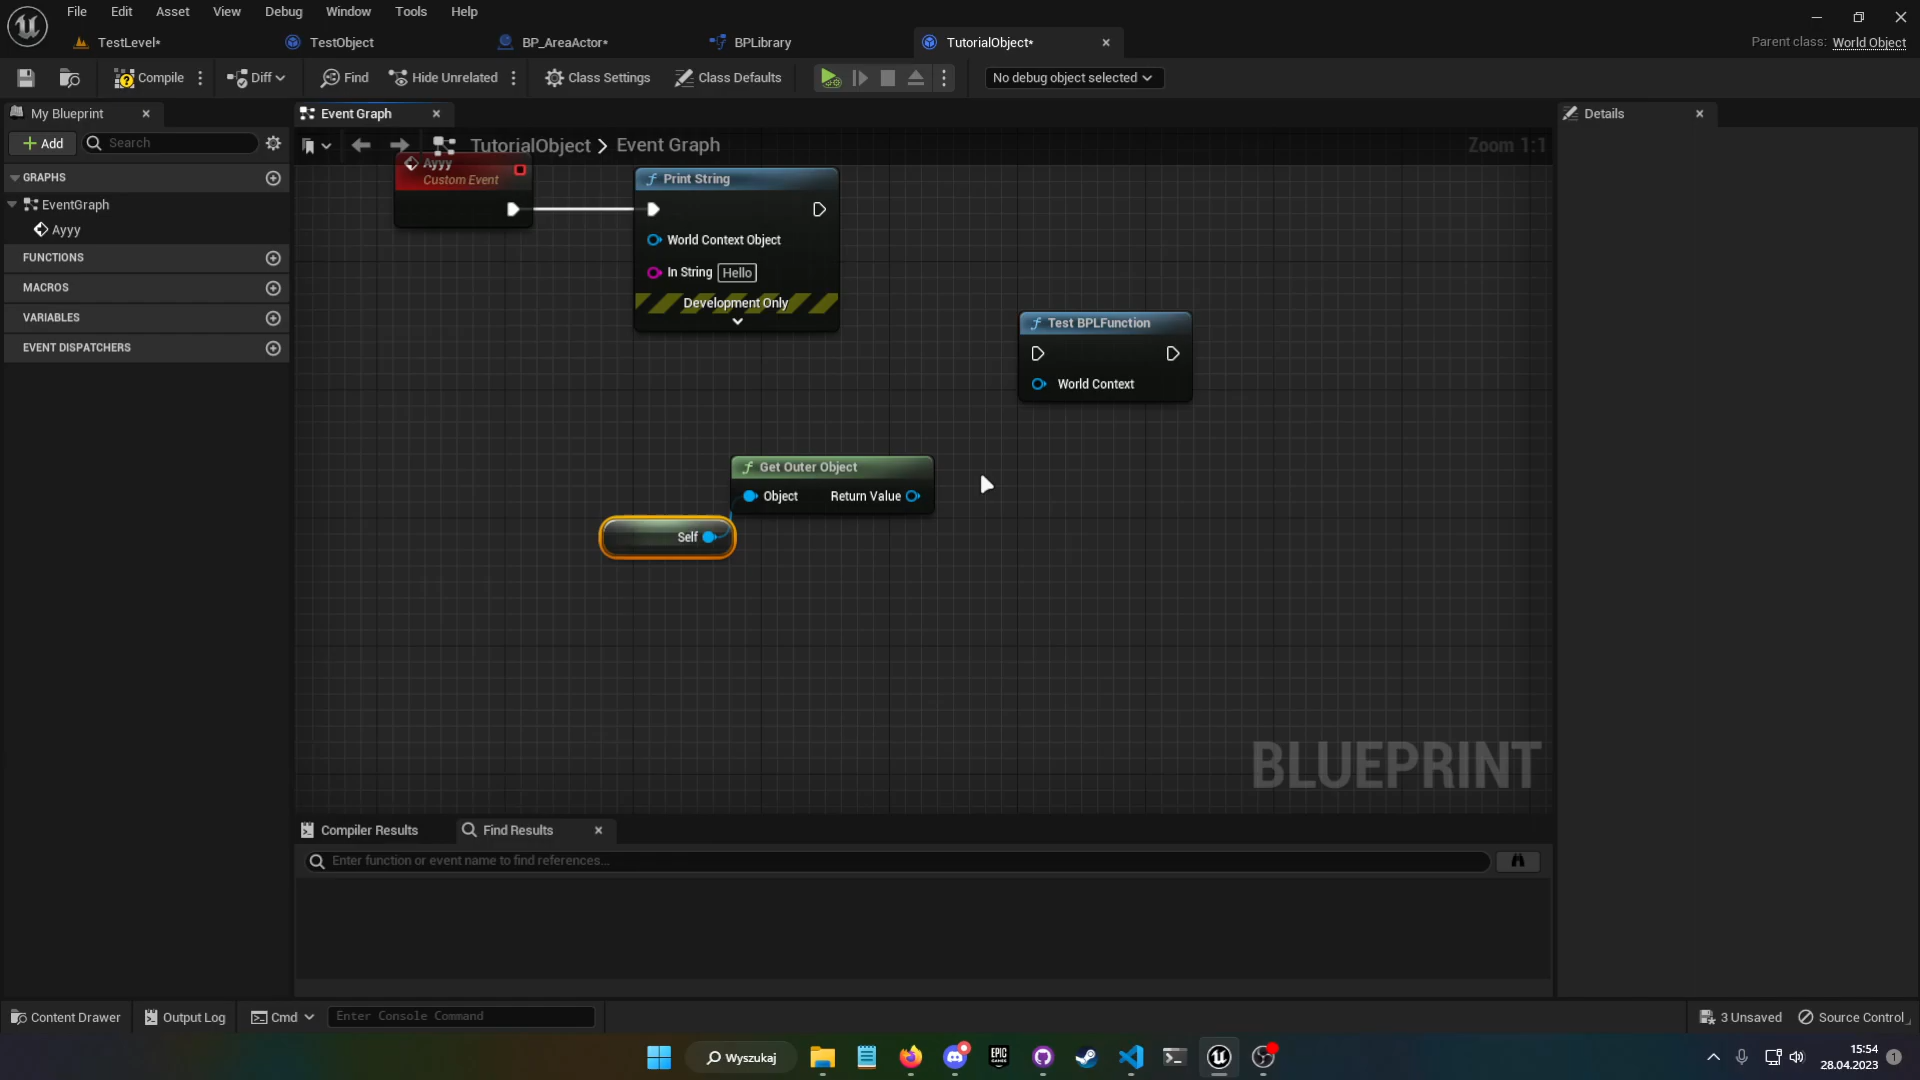 File Edit Asset View Debug Window Tools Help
TestLevel* TestObject BP_AreaActor* BPLibrary TutorialObject*
Parent class: World Object
Compile Diff Find Hide Unrelated Class Settings Class Defaults No debug object selected
My Blueprint Event Graph Details
Add Search TutorialObject > Event Graph Zoom 1:1
GRAPHS
EventGraph
Ayyy
FUNCTIONS
MACROS
VARIABLES
EVENT DISPATCHERS
Ayyy
Custom Event
Print String
World Context Object
In String Hello
Development Only
Test BPLFunction
World Context
Get Outer Object
Object Return Value
Self
BLUEPRINT
Compiler Results Find Results
Enter function or event name to find references...
Content Drawer Output Log Cmd Enter Console Command 3 Unsaved Source Control
Wyszukaj
EPIC GAMES
15:54
28.04.2023
1